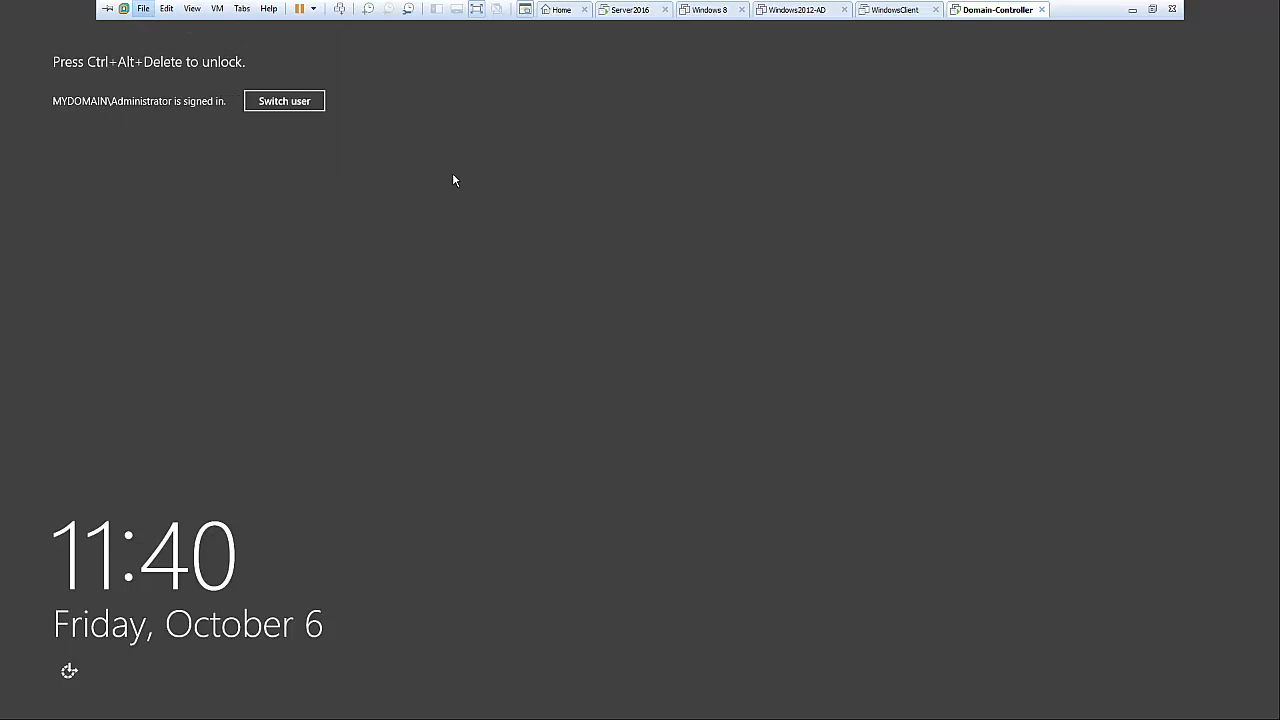 File Edit View VM Tabs Help Home Server2016 Windows 8 Windows2012-AD WindowsClient Domain-Controller
Press Ctrl+Alt+Delete to unlock.
MYDOMAIN\Administrator is signed in. Switch user
11:40
Friday, October 6